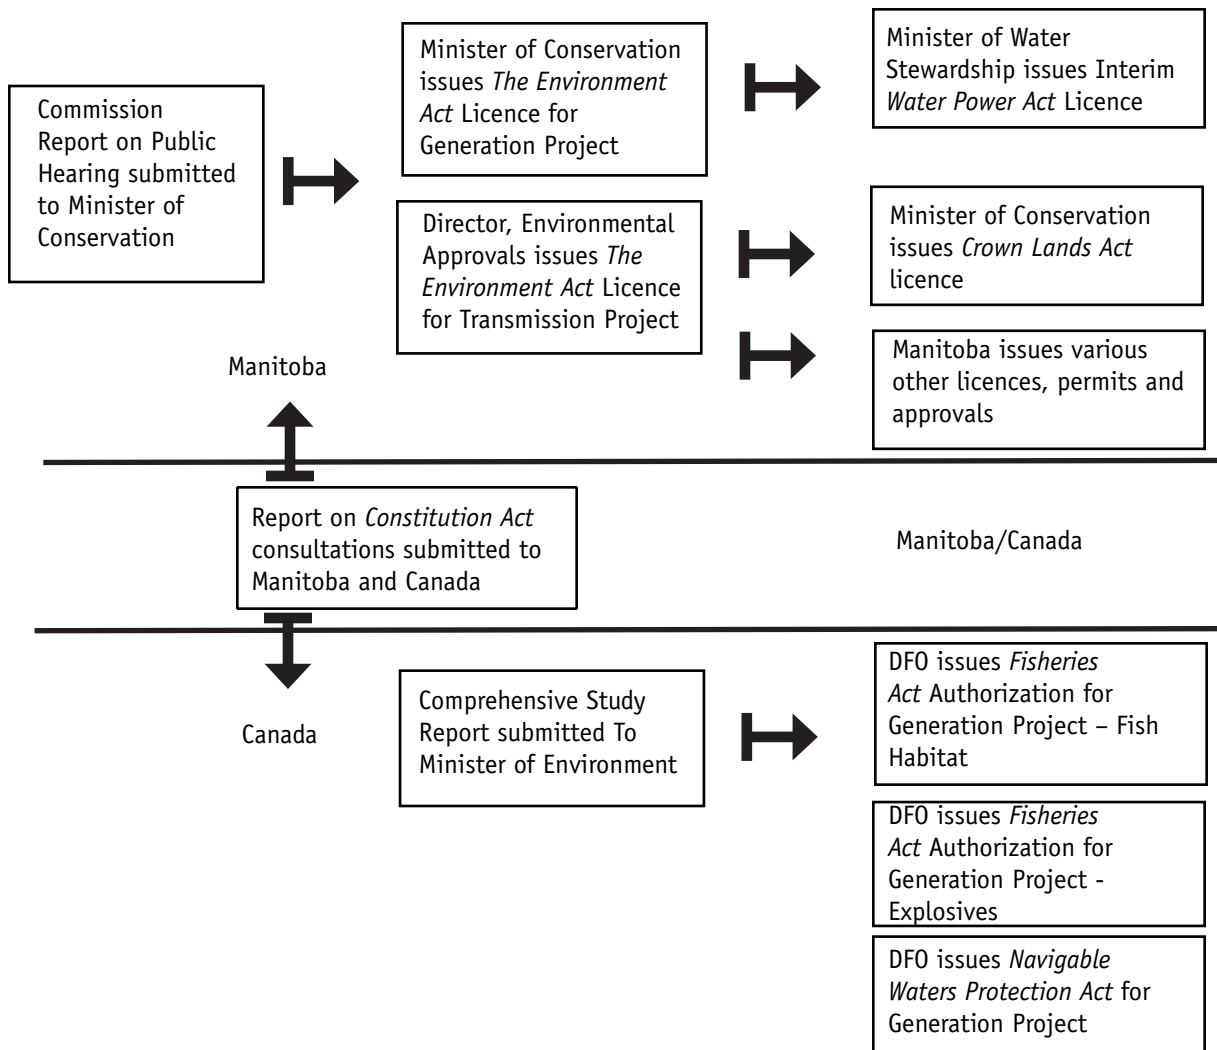 Commission
Report on Public
Hearing submitted
to Minister of
Conservation
Minister of Conservation
issues The Environment
Act Licence for
Generation Project
Minister of Water
Stewardship issues Interim
Water Power Act Licence
Director, Environmental
Approvals issues The
Environment Act Licence
for Transmission Project
Minister of Conservation
issues Crown Lands Act
licence
Manitoba issues various
other licences, permits and
approvals
Manitoba
Report on Constitution Act
consultations submitted to
Manitoba and Canada
Manitoba/Canada
Canada
Comprehensive Study
Report submitted To
Minister of Environment
DFO issues Fisheries
Act Authorization for
Generation Project – Fish
Habitat
DFO issues Fisheries
Act Authorization for
Generation Project -
Explosives
DFO issues Navigable
Waters Protection Act for
Generation Project